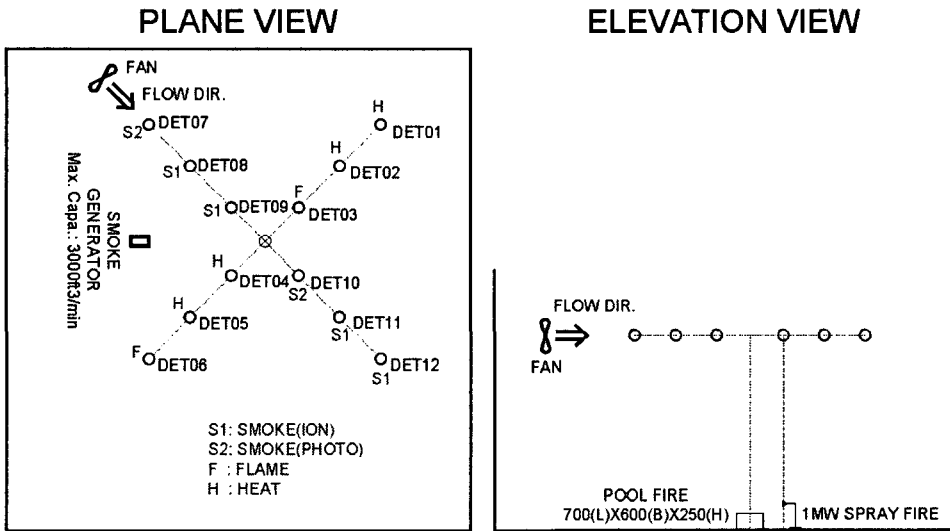 PLANE VIEW
FAN
FLOW DIR.
S2 DET07
H
DET01
S1 DET08
H
DET02
S1 DET09
F
DET03
SMOKE
GENERATOR
Max. Capa.: 3000ft3/min
H
DET04
DET10
S2
H
DET05
DET11
S1
F DET06
DET12
S1
S1: SMOKE(ION)
S2: SMOKE(PHOTO)
F : FLAME
H : HEAT
ELEVATION VIEW
FLOW DIR.
FAN
POOL FIRE
700(L)X600(B)X250(H)
1MW SPRAY FIRE